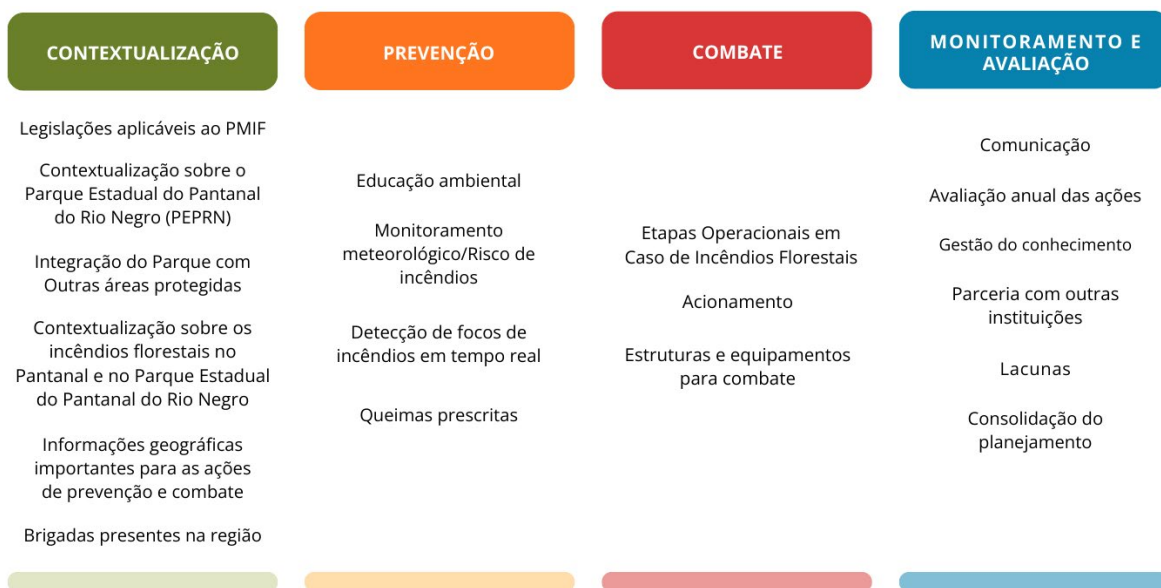 CONTEXTUALIZAÇÃO
Legislações aplicáveis ao PMIF
Contextualização sobre o
Parque Estadual do Pantanal
do Rio Negro (PEPRN)
Integração do Parque com
Outras áreas protegidas
Contextualização sobre os
incêndios florestais no
Pantanal e no Parque Estadual
do Pantanal do Rio Negro
Informações geográficas
importantes para as ações
de prevenção e combate
Brigadas presentes na região
PREVENÇÃO
Educação ambiental
Monitoramento
meteorológico/Risco de
incêndios
Detecção de focos de
incêndios em tempo real
Queimas prescritas
COMBATE
Etapas Operacionais em
Caso de Incêndios Florestais
Acionamento
Estruturas e equipamentos
para combate
MONITORAMENTO E
AVALIAÇÃO
Comunicação
Avaliação anual das ações
Gestão do conhecimento
Parceria com outras
instituições
Lacunas
Consolidação do
planejamento